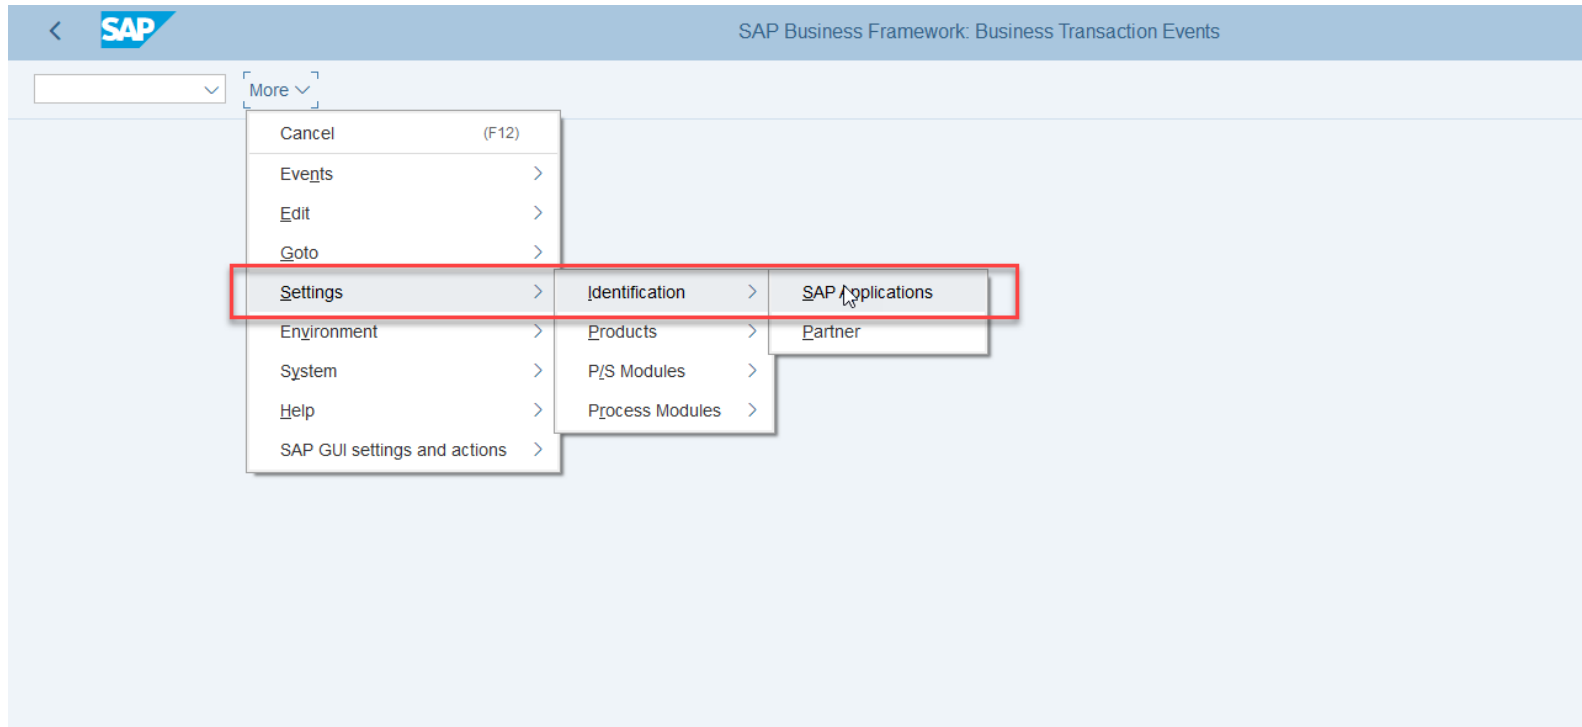 SAP
SAP Business Framework: Business Transaction Events
More
Cancel (F12)
Events
Edit
Goto
Settings Identification SAP Applications
Environment Products Partner
System P/S Modules
Help Process Modules
SAP GUI settings and actions